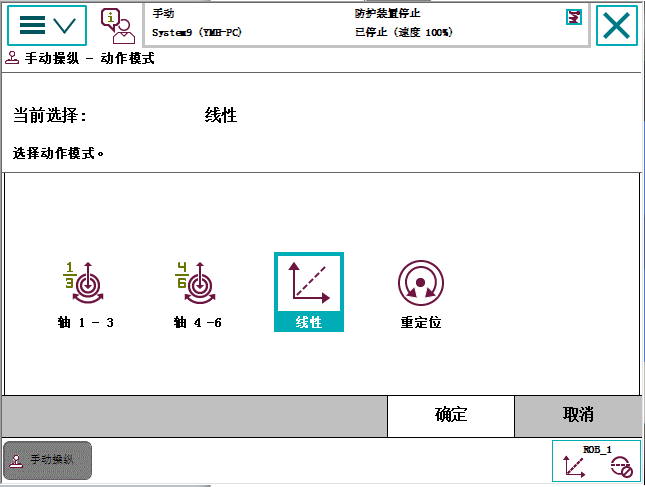 手动
防护装置停止
System9 (YMH-PC)
已停止 (速度 100%)
手动操纵 - 动作模式
当前选择:
线性
选择动作模式。
1
3
4
6
轴 1 - 3
轴 4 -6
线性
重定位
确定
取消
手动操纵
ROB_1